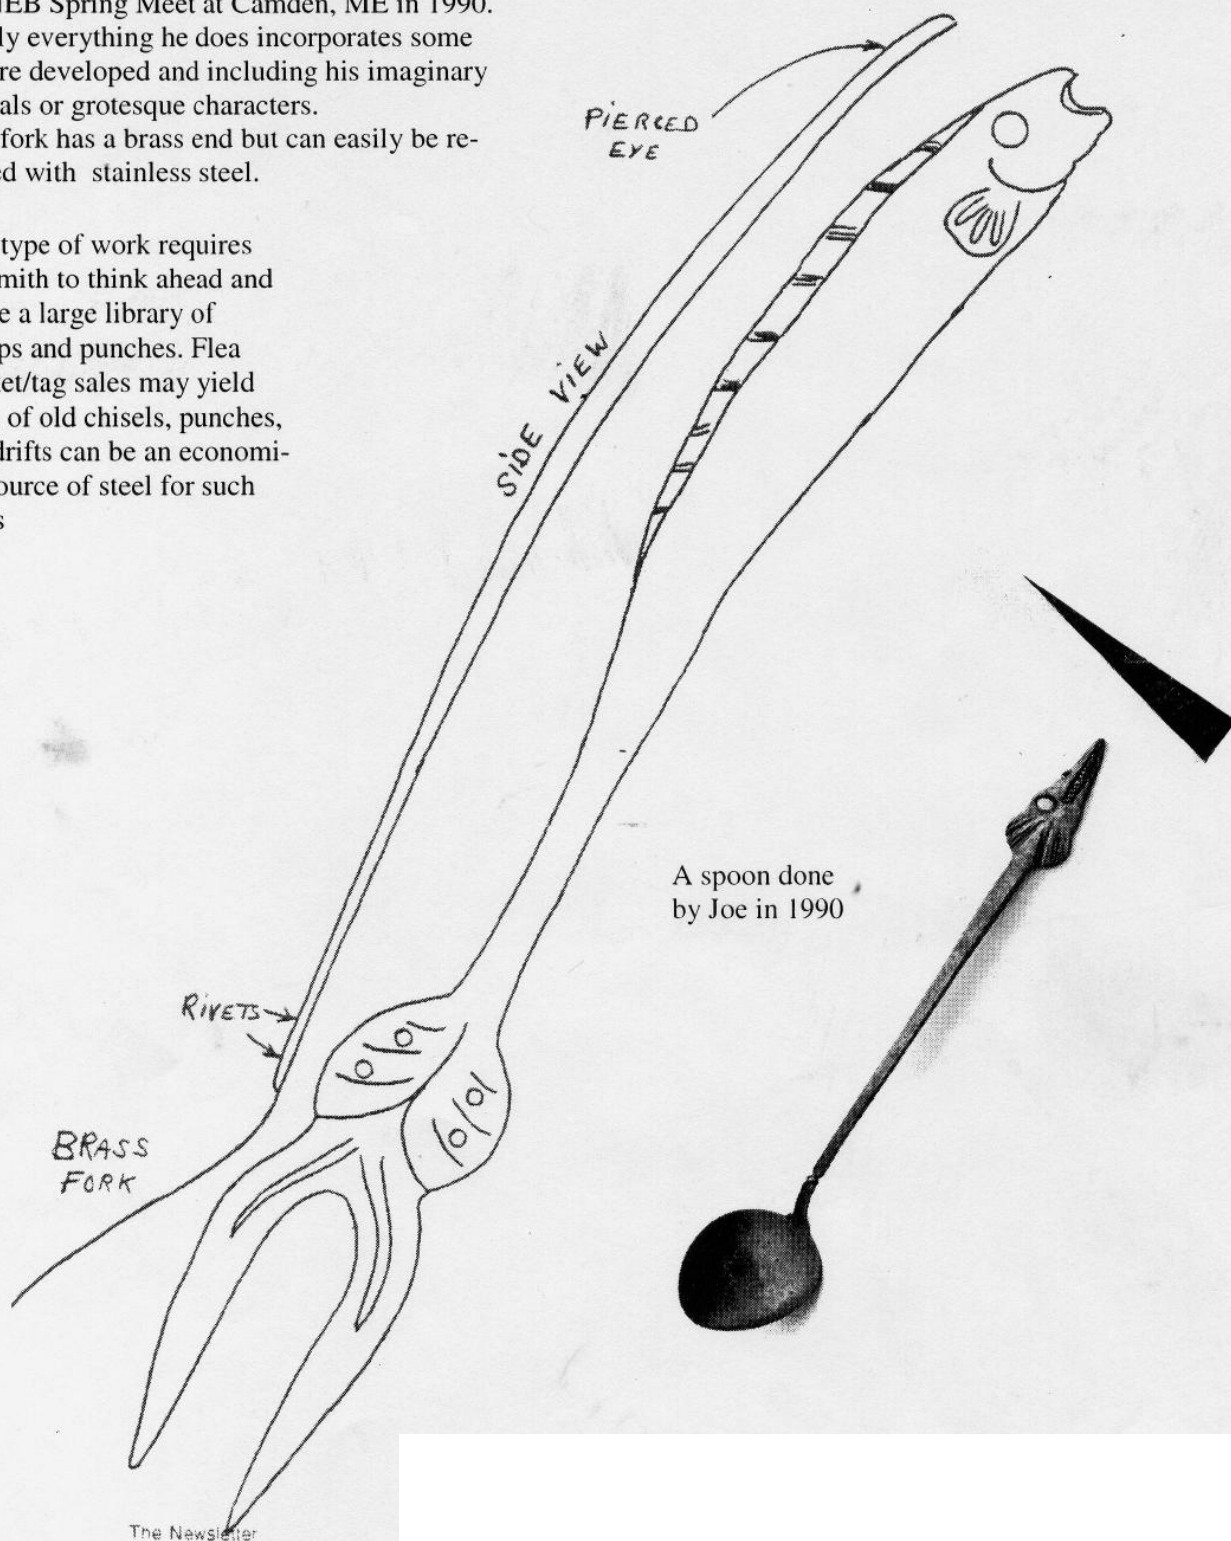 NEB Spring Meet at Camden, ME in 1990.
ly everything he does incorporates some
re developed and including his imaginary
als or grotesque characters.
fork has a brass end but can easily be re-
ed with stainless steel.
type of work requires
mith to think ahead and
e a large library of
ps and punches. Flea
et/tag sales may yield
of old chisels, punches,
drifts can be an economi-
ource of steel for such
s
PIERCED
EYE
SIDE VIEW
A spoon done
by Joe in 1990
RIVETS
BRASS
FORK
The Newsletter